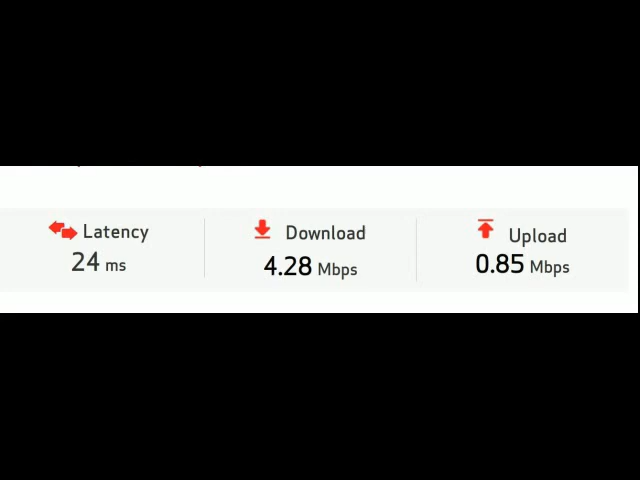 Latency
24 ms
Download
4.28 Mbps
Upload
0.85 Mbps